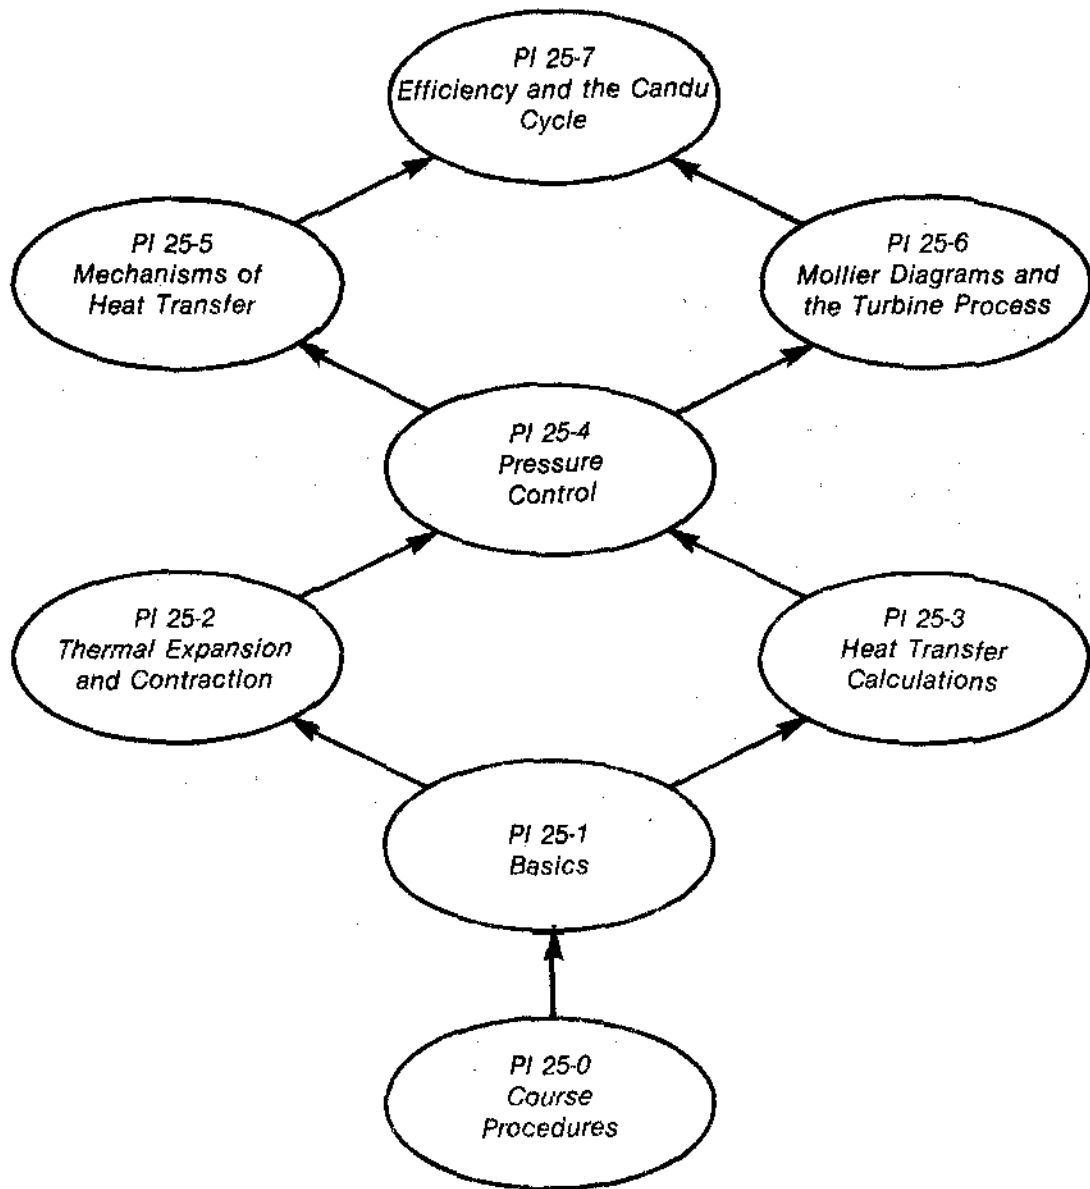 PI 25-7
Efficiency and the Candu
Cycle
PI 25-5
Mechanisms of
Heat Transfer
PI 25-6
Mollier Diagrams and
the Turbine Process
PI 25-4
Pressure
Control
PI 25-2
Thermal Expansion
and Contraction
PI 25-3
Heat Transfer
Calculations
PI 25-1
Basics
PI 25-0
Course
Procedures